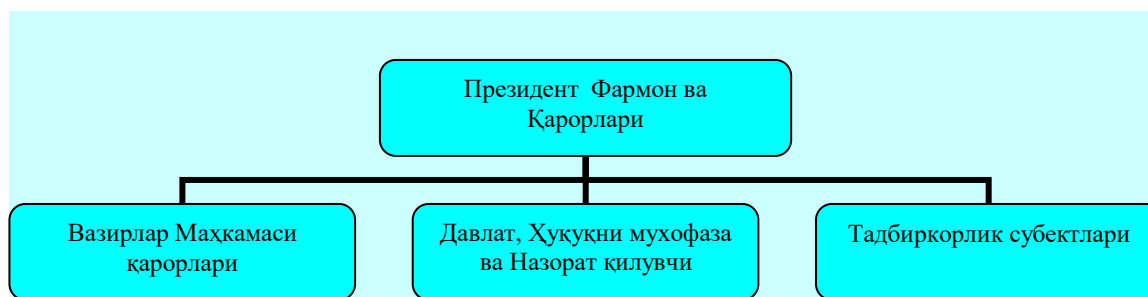 Президент Фармон ва
Қарорлари
Вазирлар Маҳкамаси
қарорлари
Давлат, Ҳуқуқни мухофаза
ва Назорат қилувчи
Тадбиркорлик субектлари